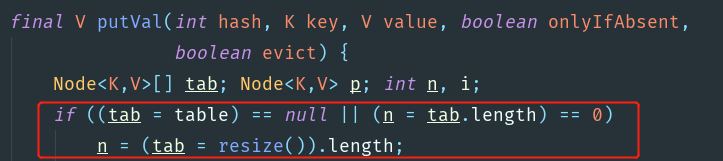 final V putVal(int hash, K key, V value, boolean onlyIfAbsent,
boolean evict) {
Node<K,V>[] tab; Node<K,V> p; int n, i;
if ((tab = table) == null || (n = tab.length) == 0)
n = (tab = resize()).length;